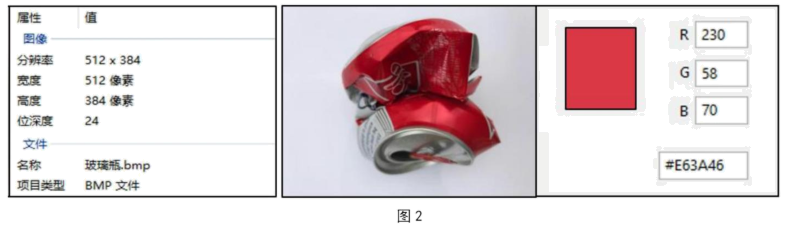 属性 值
图像
分辨率 512 x 384
宽度 512 像素
高度 384 像素
位深度 24
文件
名称 玻璃瓶.bmp
项目类型 BMP 文件
R 230
G 58
B 70
#E63A46
图 2